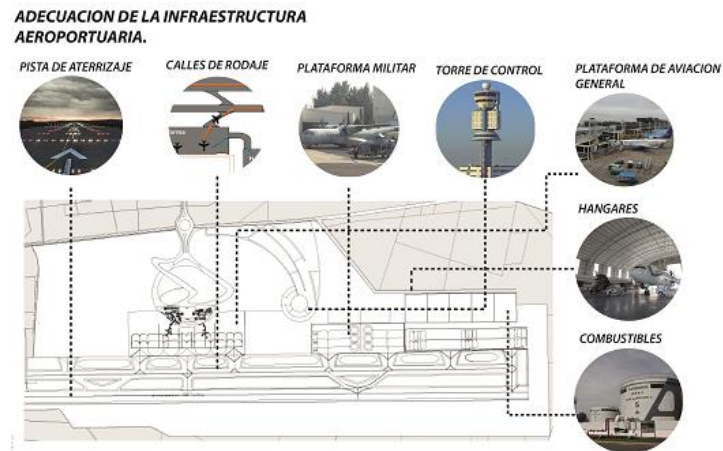 ADECUACION DE LA INFRAESTRUCTURA
AEROPORTUARIA.
PISTA DE ATERRIZAJE
CALLES DE RODAJE
PLATAFORMA MILITAR
TORRE DE CONTROL
PLATAFORMA DE AVIACION
GENERAL
HANGARES
COMBUSTIBLES